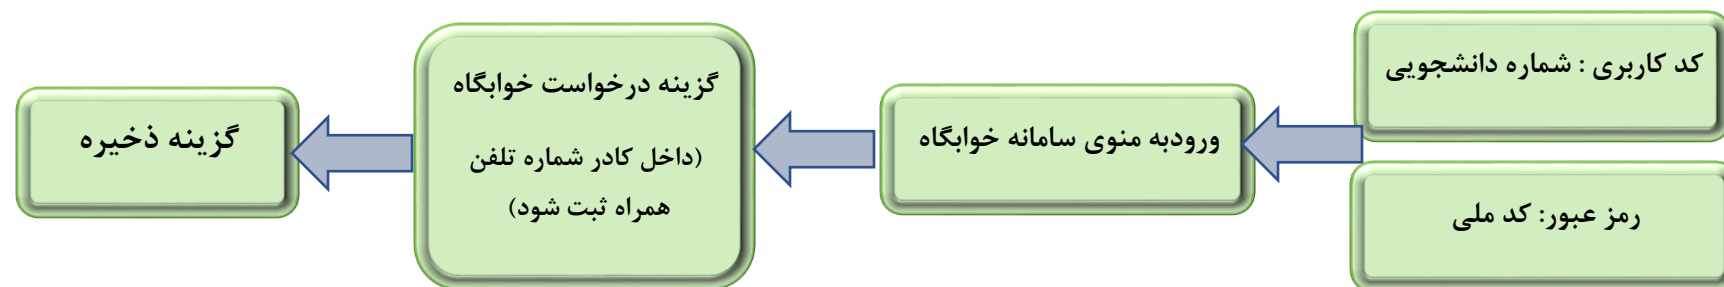 کد کاربری : شماره دانشجویی
رمز عبور: کد ملی
ورودبه منوی سامانه خوابگاه
گزینه درخواست خوابگاه
(داخل کادر شماره تلفن
همراه ثبت شود)
گزینه ذخیره